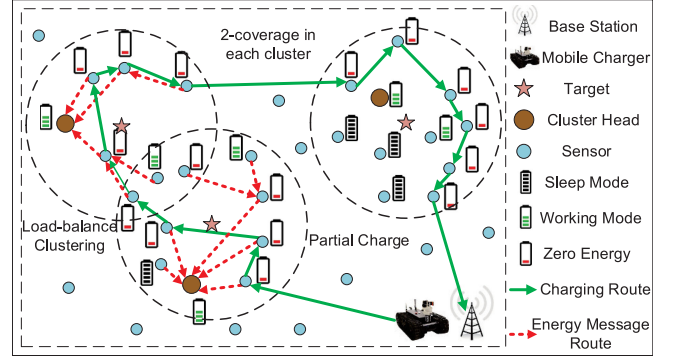 2-coverage in
each cluster
Load-balance
Clustering
Partial Charge
Base Station
Mobile Charger
Target
Cluster Head
Sensor
Sleep Mode
Working Mode
Zero Energy
Charging Route
Energy Message
Route